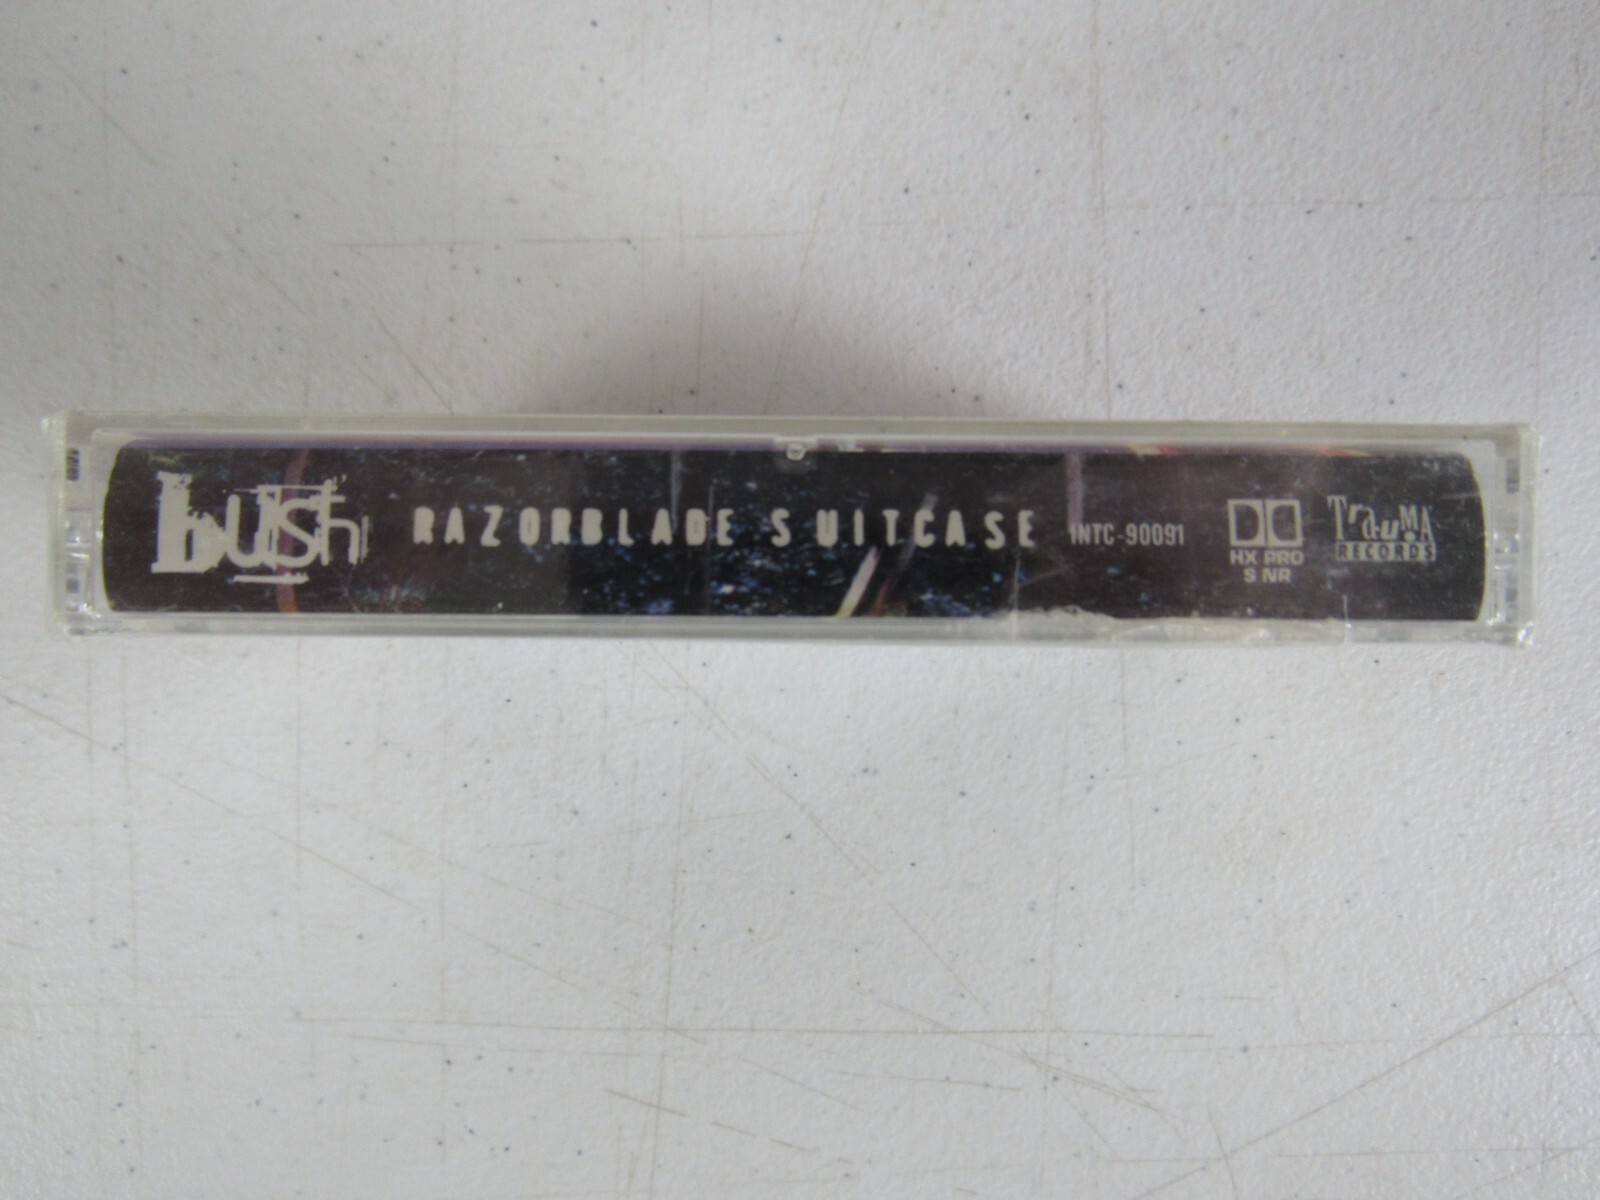 bush
RAZORBLADE SUITCASE
INTC-90091
HX PRO
S NR
TraumA
RECORDS